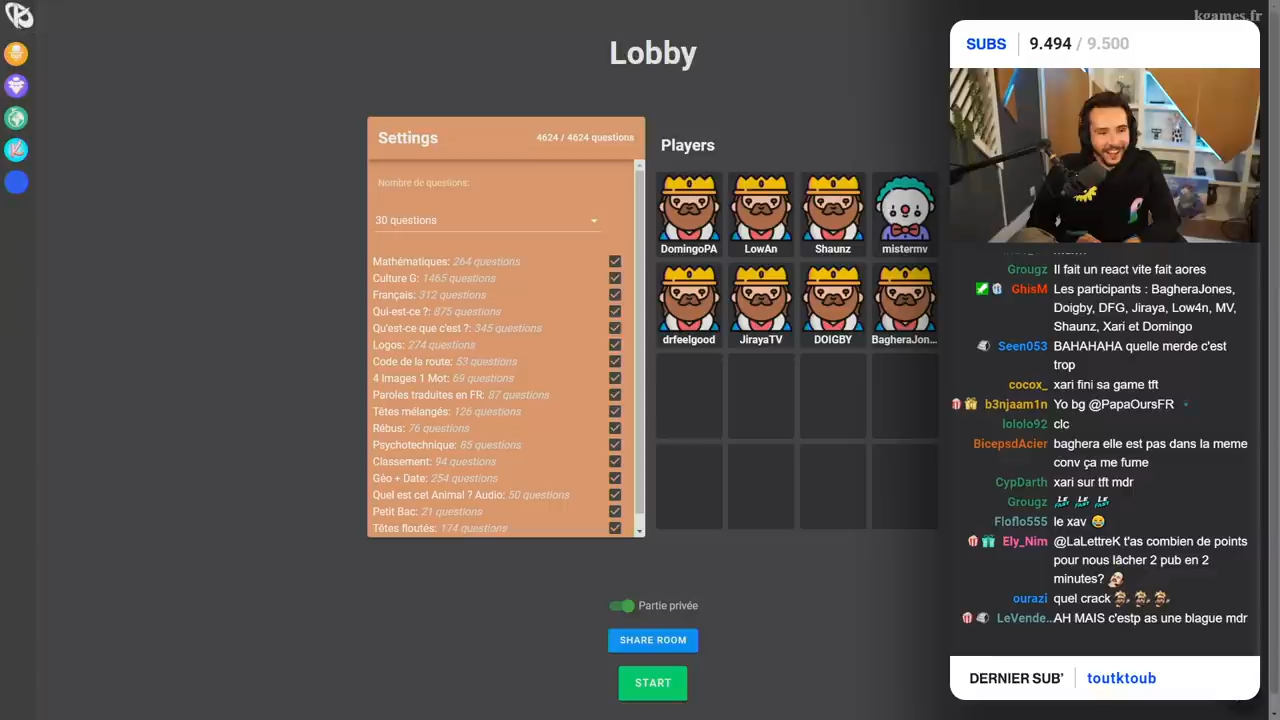 kgames.fr
Lobby
Settings
4624 / 4624 questions
Nombre de questions:
30 questions
Mathématiques: 264 questions
Culture G: 1465 questions
Français: 312 questions
Qui-est-ce ?: 875 questions
Qu'est-ce que c'est ?: 345 questions
Logos: 274 questions
Code de la route: 53 questions
4 Images 1 Mot: 69 questions
Paroles traduites en FR: 87 questions
Têtes mélangés: 126 questions
Rébus: 76 questions
Psychotechnique: 85 questions
Classement: 94 questions
Géo + Date: 254 questions
Quel est cet Animal ? Audio: 50 questions
Petit Bac: 21 questions
Têtes floutés: 174 questions
Players
DomingoPA
LowAn
Shaunz
mistermv
drfeelgood
JirayaTV
DOIGBY
BagheraJon...
Partie privée
SHARE ROOM
START
SUBS
9.494 / 9.500
Grougz Il fait un react vite fait aores
GhisM Les participants : BagheraJones,
Doigby, DFG, Jiraya, Low4n, MV,
Shaunz, Xari et Domingo
Seen053 BAHAHAHA quelle merde c'est
trop
cocox_ xari fini sa game tft
b3njaam1n Yo bg @PapaOursFR
lololo92 clc
BicepsdAcier baghera elle est pas dans la meme
conv ça me fume
CypDarth xari sur tft mdr
Grougz
Floflo555 le xav
Ely_Nim @LaLettreK t'as combien de points
pour nous lâcher 2 pub en 2
minutes?
ourazi quel crack
LeVende.. AH MAIS c'estp as une blague mdr
DERNIER SUB'
toutktoub